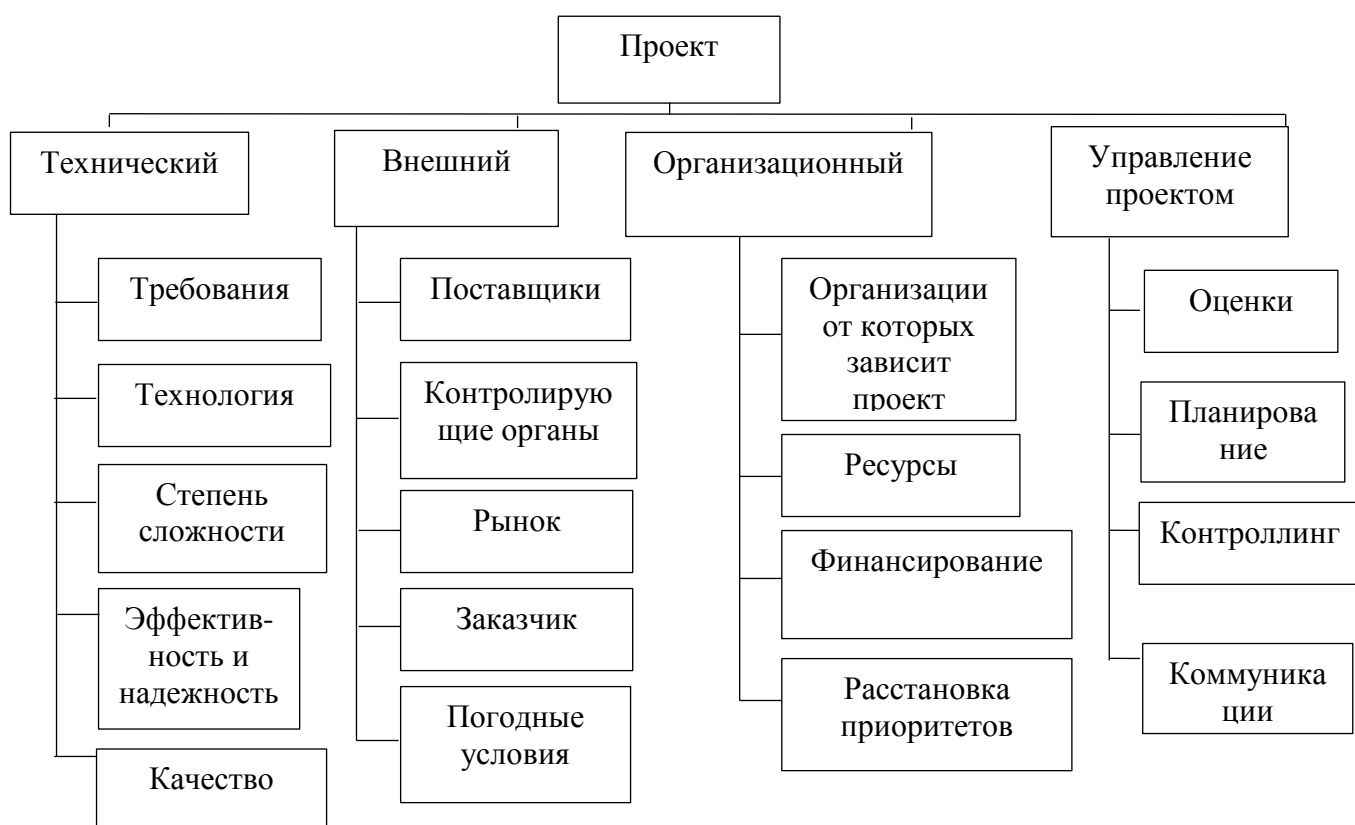 Проект
Технический
Внешний
Организационный
Управление
проектом
Требования
Технология
Степень
сложности
Эффектив-
ность и
надежность
Качество
Поставщики
Контролирую
щие органы
Рынок
Заказчик
Погодные
условия
Организации
от которых
зависит
проект
Ресурсы
Финансирование
Расстановка
приоритетов
Оценки
Планирова
ние
Контроллинг
Коммуника
ции